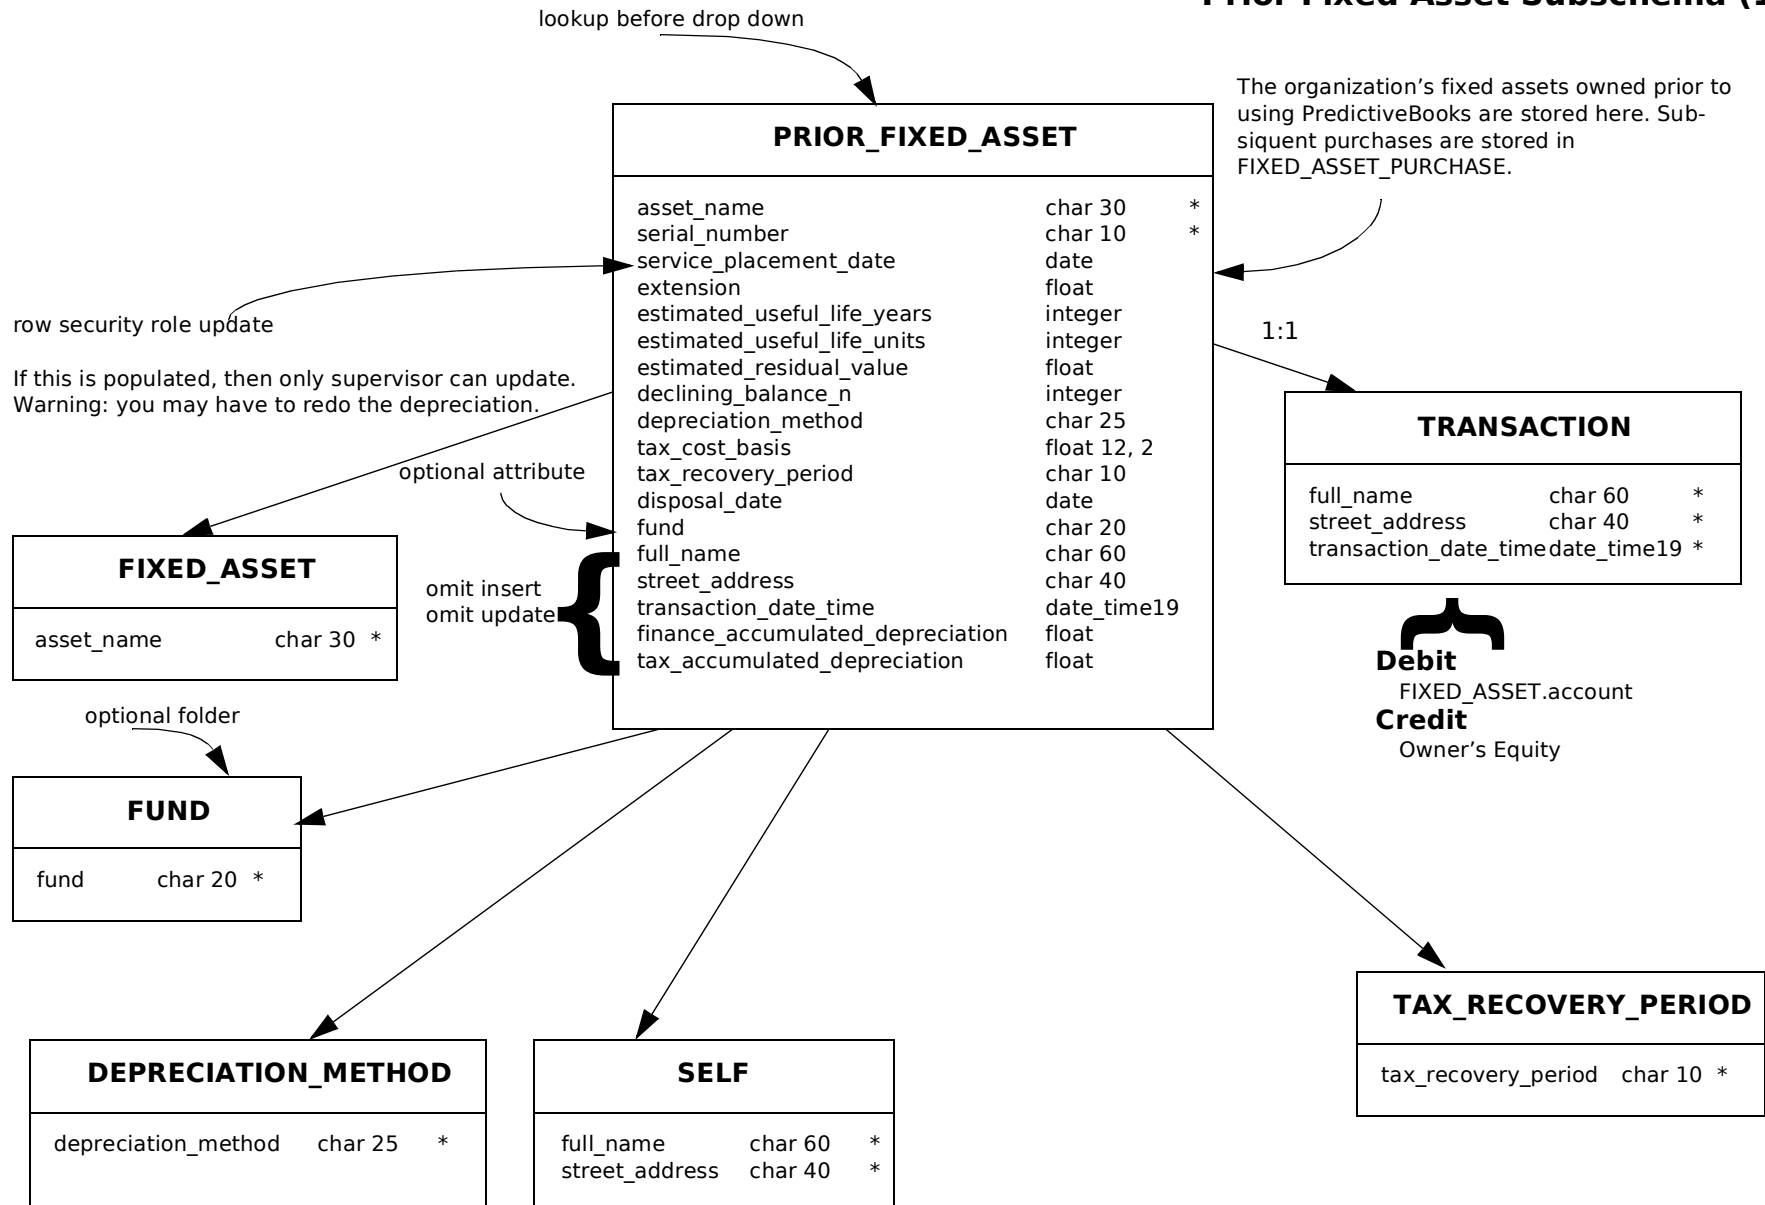 lookup before drop down
Prior Fixed Asset Subschema (1
The organization’s fixed assets owned prior to
using PredictiveBooks are stored here. Sub-
siquent purchases are stored in
FIXED_ASSET_PURCHASE.
PRIOR_FIXED_ASSET
asset_name char 30 *
serial_number char 10 *
service_placement_date date
extension float
estimated_useful_life_years integer
estimated_useful_life_units integer
estimated_residual_value float
declining_balance_n integer
depreciation_method char 25
tax_cost_basis float 12, 2
tax_recovery_period char 10
disposal_date date
fund char 20
full_name char 60
street_address char 40
transaction_date_time date_time19
finance_accumulated_depreciation float
tax_accumulated_depreciation float
row security role update
If this is populated, then only supervisor can update.
Warning: you may have to redo the depreciation.
optional attribute
omit insert
omit update
1:1
TRANSACTION
full_name char 60 *
street_address char 40 *
transaction_date_time date_time19 *
Debit
FIXED_ASSET.account
Credit
Owner’s Equity
FIXED_ASSET
asset_name char 30 *
optional folder
FUND
fund char 20 *
DEPRECIATION_METHOD
depreciation_method char 25 *
SELF
full_name char 60 *
street_address char 40 *
TAX_RECOVERY_PERIOD
tax_recovery_period char 10 *